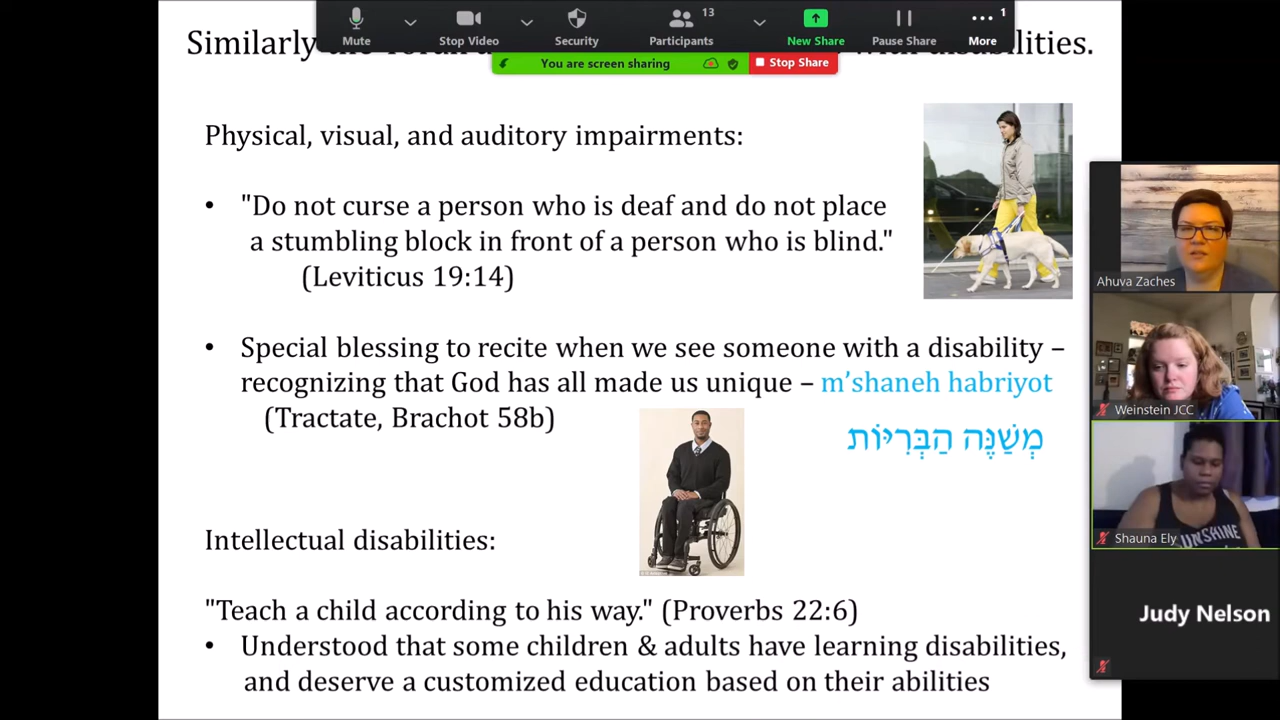 13
1
Mute
Stop Video
Security
Participants
New Share
Pause Share
More
You are screen sharing
Stop Share
Similarly
disabilities.
Physical, visual, and auditory impairments:
• "Do not curse a person who is deaf and do not place
a stumbling block in front of a person who is blind."
(Leviticus 19:14)
• Special blessing to recite when we see someone with a disability –
recognizing that God has all made us unique – m’shaneh habriyot
(Tractate, Brachot 58b)
מְשַׁנֶּה הַבְּרִיּוֹת
Intellectual disabilities:
"Teach a child according to his way." (Proverbs 22:6)
• Understood that some children & adults have learning disabilities,
and deserve a customized education based on their abilities
Ahuva Zaches
Weinstein JCC
SUNSHINE
Shauna Ely
Judy Nelson